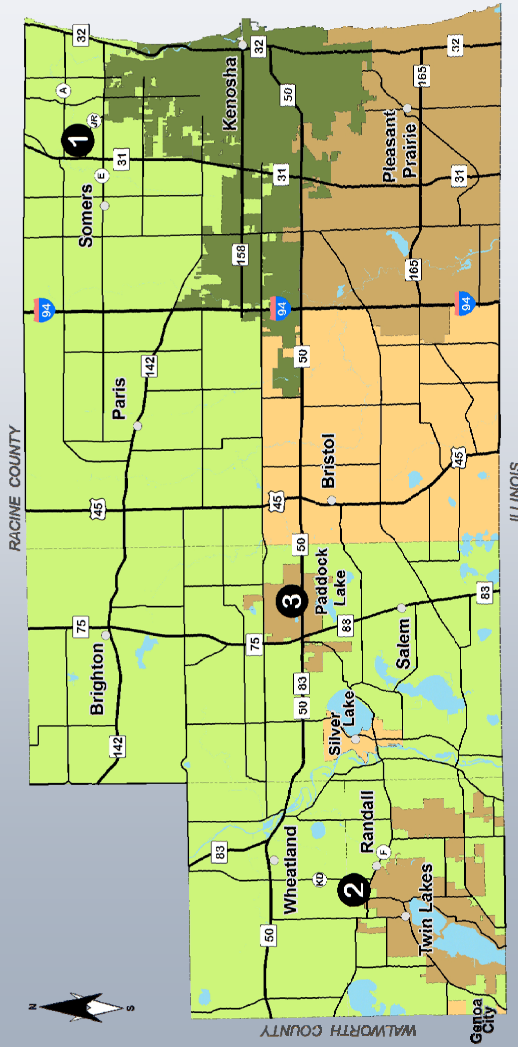 32
A
1
JR
E
31
Somers
Kenosha
32
50
158
31
165
32
Pleasant
Prairie
31
165
94
94
94
RACINE COUNTY
142
Paris
50
45
45
Bristol
45
ILLINOIS
50
75
Brighton
142
75
3
Paddock
Lake
83
83
Salem
50
83
Silver
Lake
83
Wheatland
KD
Randall
F
2
50
Twin Lakes
WALWORTH COUNTY
Genoa
City
N
S